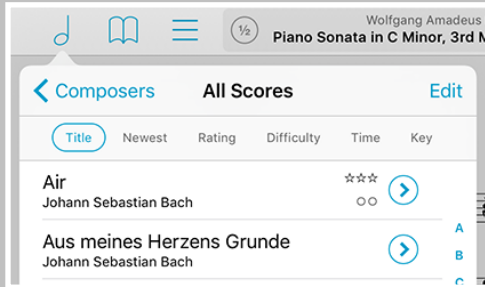 ½
Wolfgang Amadeus
Piano Sonata in C Minor, 3rd
Composers
All Scores
Edit
Title
Newest
Rating
Difficulty
Time
Key
Air
Johann Sebastian Bach
Aus meines Herzens Grunde
Johann Sebastian Bach
A
B
C